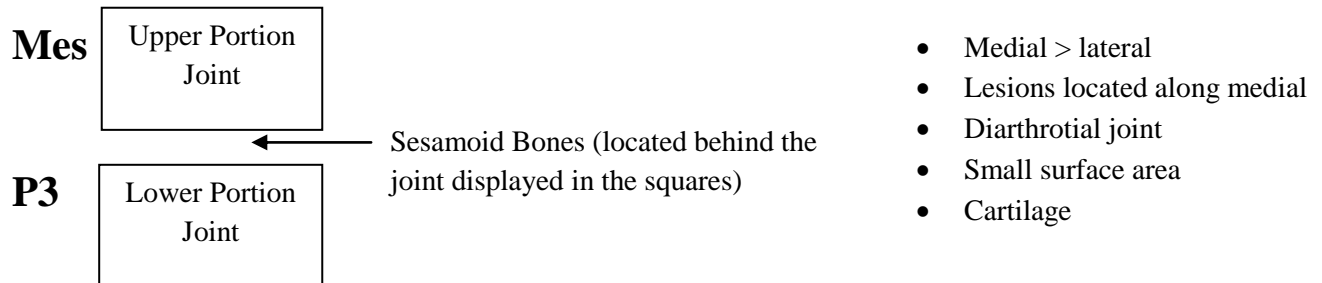 Mes
Upper Portion
Joint
Sesamoid Bones (located behind the
joint displayed in the squares)
P3
Lower Portion
Joint
• Medial > lateral
• Lesions located along medial
• Diarthrotial joint
• Small surface area
• Cartilage